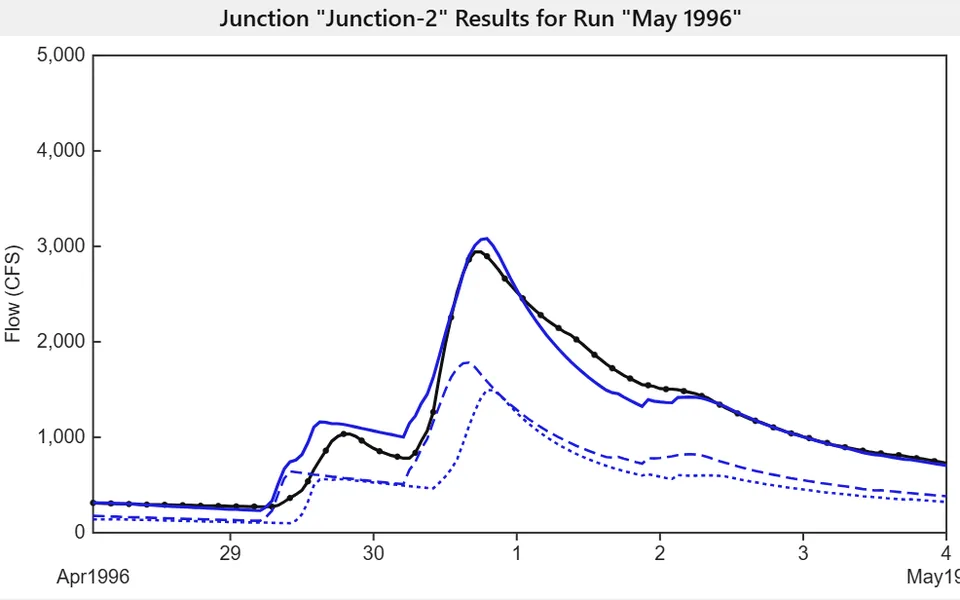 Junction "Junction-2" Results for Run "May 1996"
5,000
4,000
3,000
2,000
1,000
0
Flow (CFS)
29 30 1 2 3 4
Apr1996 May19